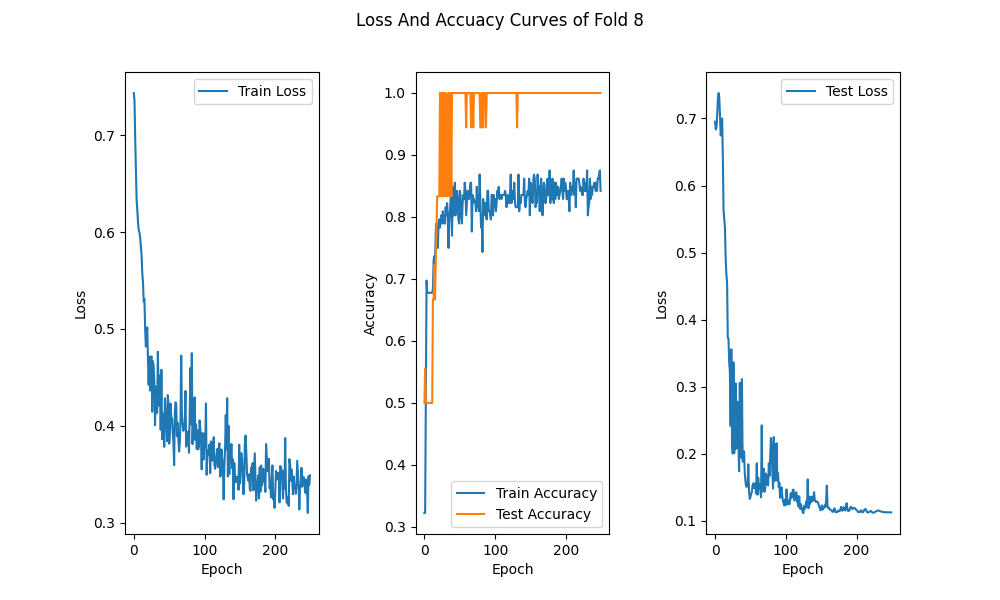 Loss And Accuacy Curves of Fold 8
Train Loss
0.7
0.6
0.5
0.4
0.3
Loss
0
100
200
Epoch
1.0
0.9
0.8
0.7
0.6
0.5
0.4
0.3
Accuracy
Train Accuracy
Test Accuracy
0
100
200
Epoch
Test Loss
0.7
0.6
0.5
0.4
0.3
0.2
0.1
Loss
0
100
200
Epoch